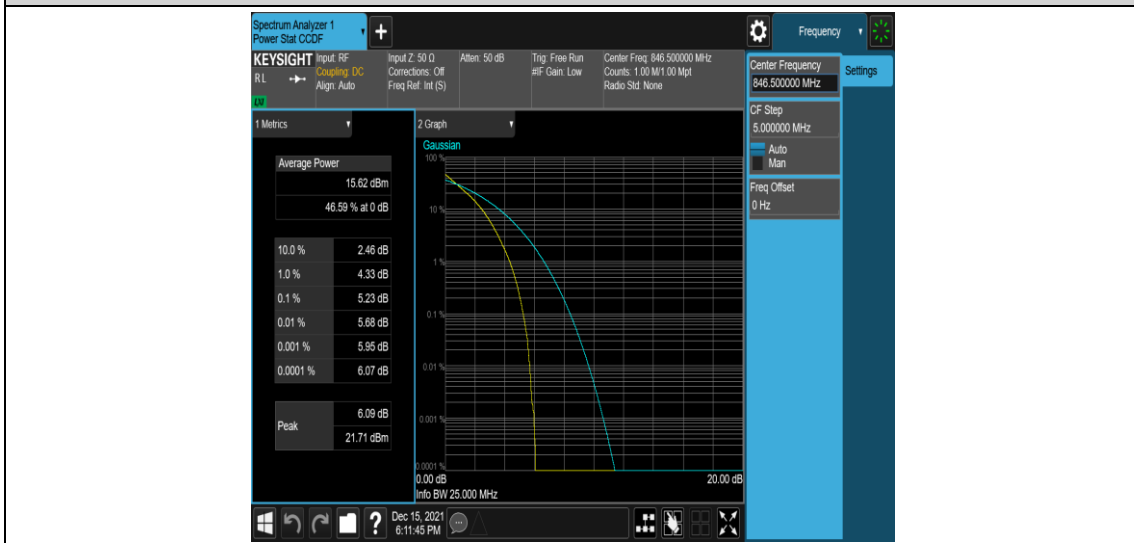 Spectrum Analyzer 1
Power Stat CCDF
+
Frequency
KEYSIGHT
RL
Input: RF
Coupling: DC
Align: Auto
Input Z: 50 Ω
Corrections: Off
Freq Ref: Int (S)
Atten: 50 dB
Trig: Free Run
#IF Gain: Low
Center Freq: 846.500000 MHz
Counts: 1.00 M/1.00 Mpt
Radio Std: None
Center Frequency
846.500000 MHz
Settings
CF Step
5.000000 MHz
Auto
Man
Freq Offset
0 Hz
1 Metrics
Average Power
15.62 dBm
46.59 % at 0 dB
10.0 % 2.46 dB
1.0 % 4.33 dB
0.1 % 5.23 dB
0.01 % 5.68 dB
0.001 % 5.95 dB
0.0001 % 6.07 dB
Peak
6.09 dB
21.71 dBm
2 Graph
Gaussian
100 %
10 %
1 %
0.1 %
0.01 %
0.001 %
0.0001 %
0.00 dB 20.00 dB
Info BW 25.000 MHz
?
Dec 15, 2021
6:11:45 PM